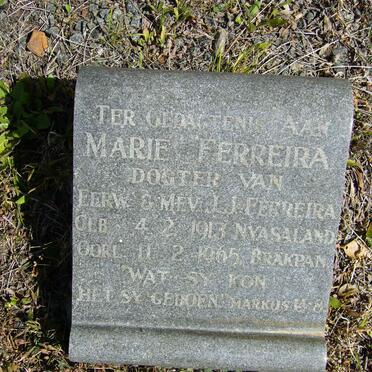 TER GEDAGTENIS AAN
MARIE FERREIRA
DOGTER VAN
EERW. & MEV. J.J. FERREIRA
GEB. 4.2.1913 NYASALAND
OORL. 11.2.1965 BRAKPAN
"WAT SY KON
HET SY GEDOEN." MARKUS 14-8